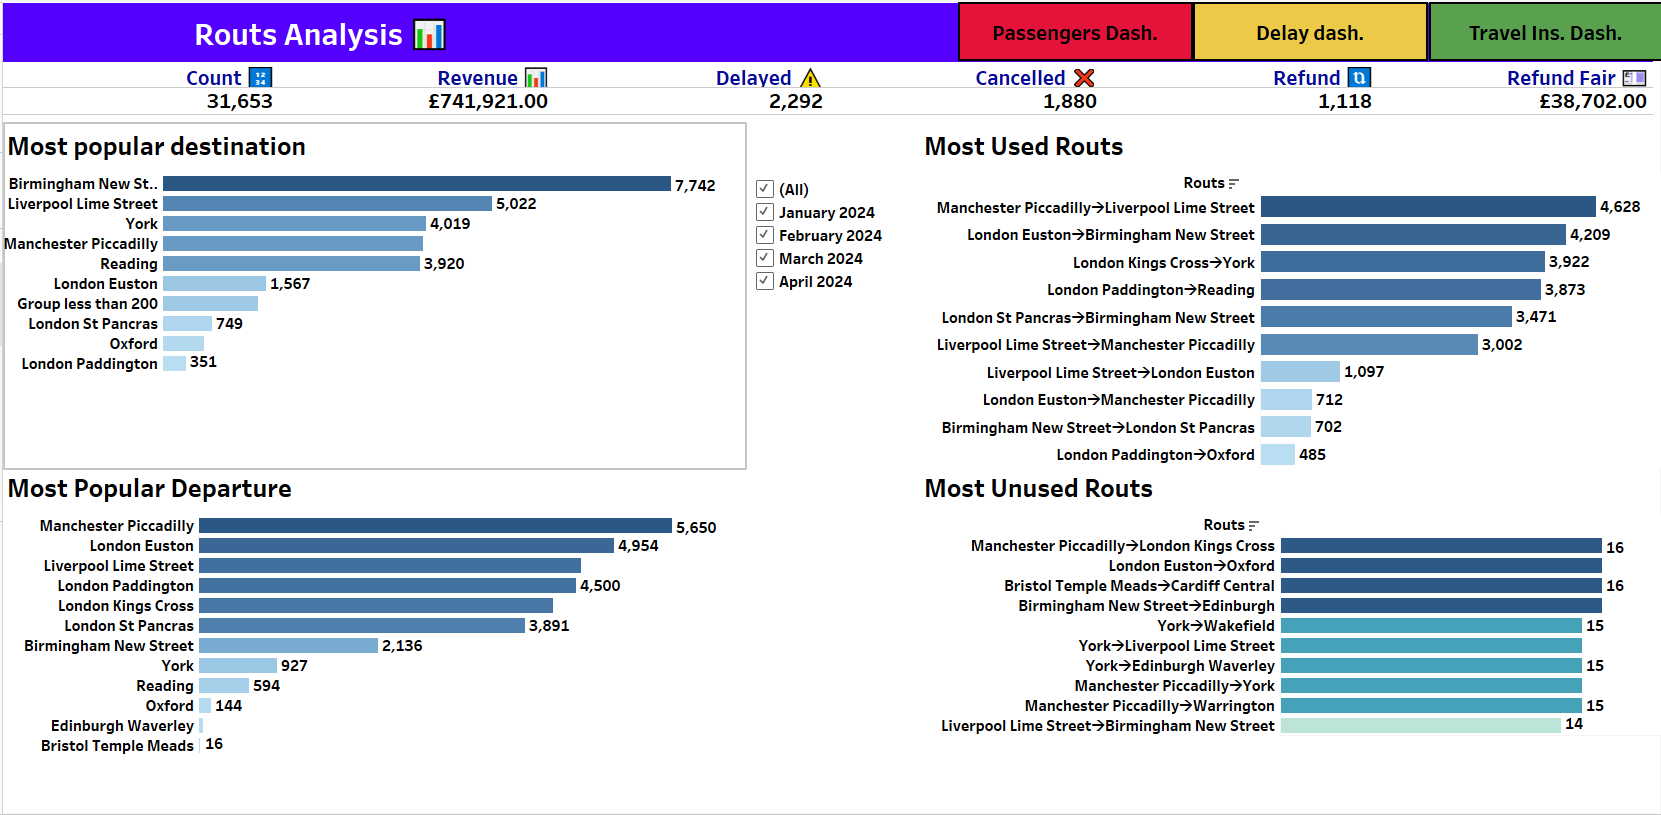 Routs Analysis
Passengers Dash.
Delay dash.
Travel Ins. Dash.
Count
Revenue
Delayed
Cancelled
Refund
Refund Fair
31,653
£741,921.00
2,292
1,880
1,118
£38,702.00
Most popular destination
Birmingham New St.. 7,742
Liverpool Lime Street 5,022
York 4,019
Manchester Piccadilly
Reading 3,920
London Euston 1,567
Group less than 200
London St Pancras 749
Oxford
London Paddington 351
(All)
January 2024
February 2024
March 2024
April 2024
Most Used Routs
Routs
Manchester Piccadilly→Liverpool Lime Street 4,628
London Euston→Birmingham New Street 4,209
London Kings Cross→York 3,922
London Paddington→Reading 3,873
London St Pancras→Birmingham New Street 3,471
Liverpool Lime Street→Manchester Piccadilly 3,002
Liverpool Lime Street→London Euston 1,097
London Euston→Manchester Piccadilly 712
Birmingham New Street→London St Pancras 702
London Paddington→Oxford 485
Most Popular Departure
Manchester Piccadilly 5,650
London Euston 4,954
Liverpool Lime Street
London Paddington 4,500
London Kings Cross
London St Pancras 3,891
Birmingham New Street 2,136
York 927
Reading 594
Oxford 144
Edinburgh Waverley
Bristol Temple Meads 16
Most Unused Routs
Routs
Manchester Piccadilly→London Kings Cross 16
London Euston→Oxford
Bristol Temple Meads→Cardiff Central 16
Birmingham New Street→Edinburgh
York→Wakefield 15
York→Liverpool Lime Street
York→Edinburgh Waverley 15
Manchester Piccadilly→York
Manchester Piccadilly→Warrington 15
Liverpool Lime Street→Birmingham New Street 14